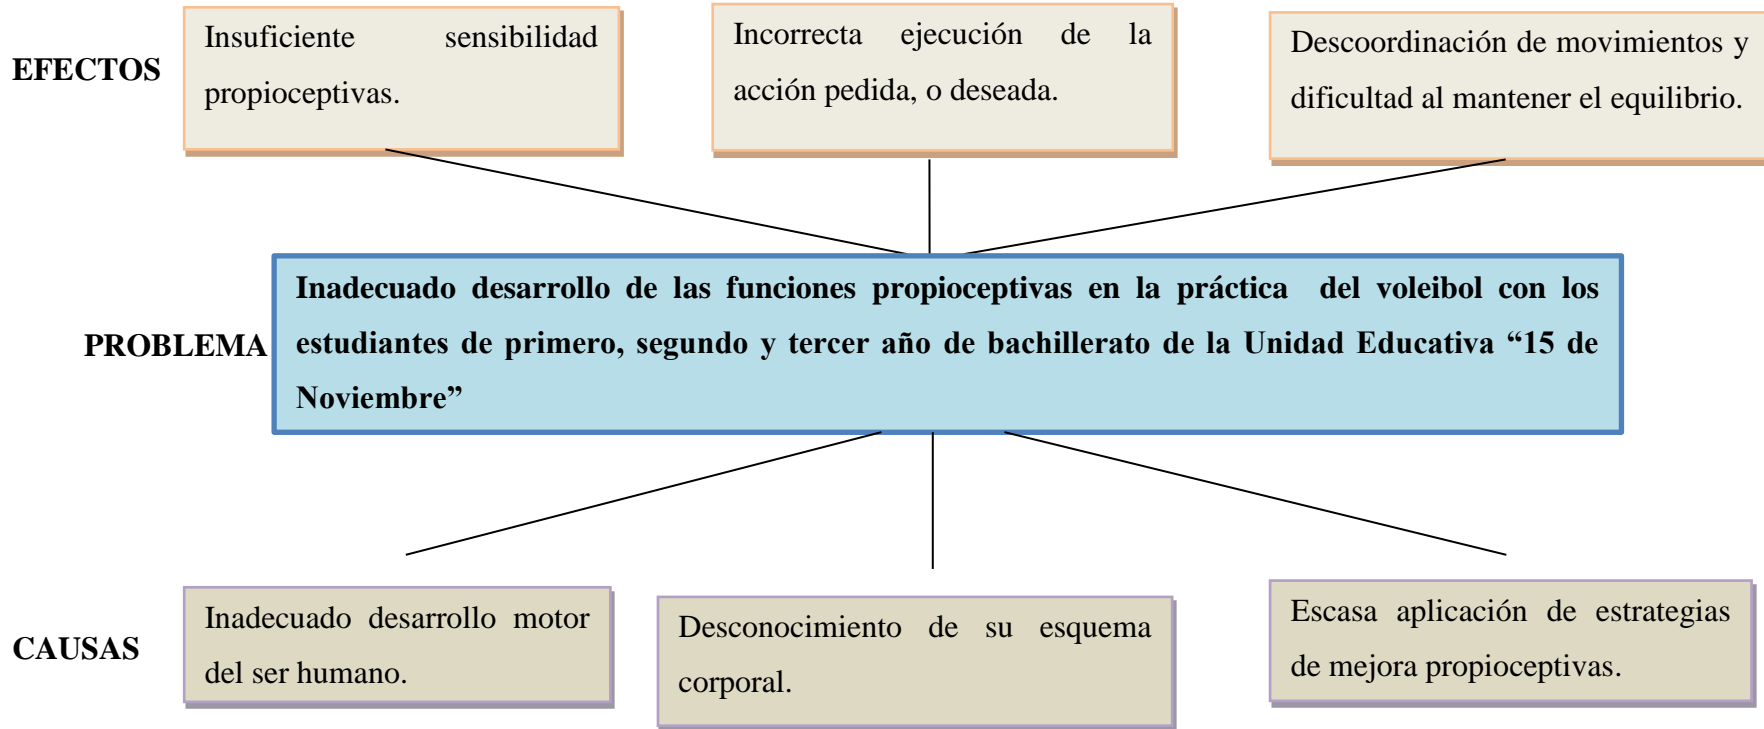 EFECTOS
Insuficiente sensibilidad
propioceptivas.
Incorrecta ejecución de la
acción pedida, o deseada.
Descoordinación de movimientos y
dificultad al mantener el equilibrio.
PROBLEMA
Inadecuado desarrollo de las funciones propioceptivas en la práctica del voleibol con los
estudiantes de primero, segundo y tercer año de bachillerato de la Unidad Educativa “15 de
Noviembre”
CAUSAS
Inadecuado desarrollo motor
del ser humano.
Desconocimiento de su esquema
corporal.
Escasa aplicación de estrategias
de mejora propioceptivas.